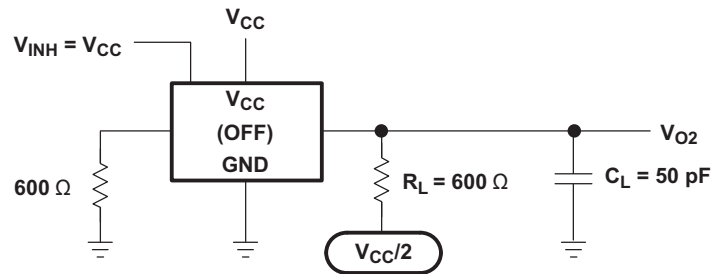 V_CC
V_INH = V_CC
V_CC
(OFF)
GND
V_O2
600 Ω
R_L = 600 Ω
C_L = 50 pF
V_CC/2